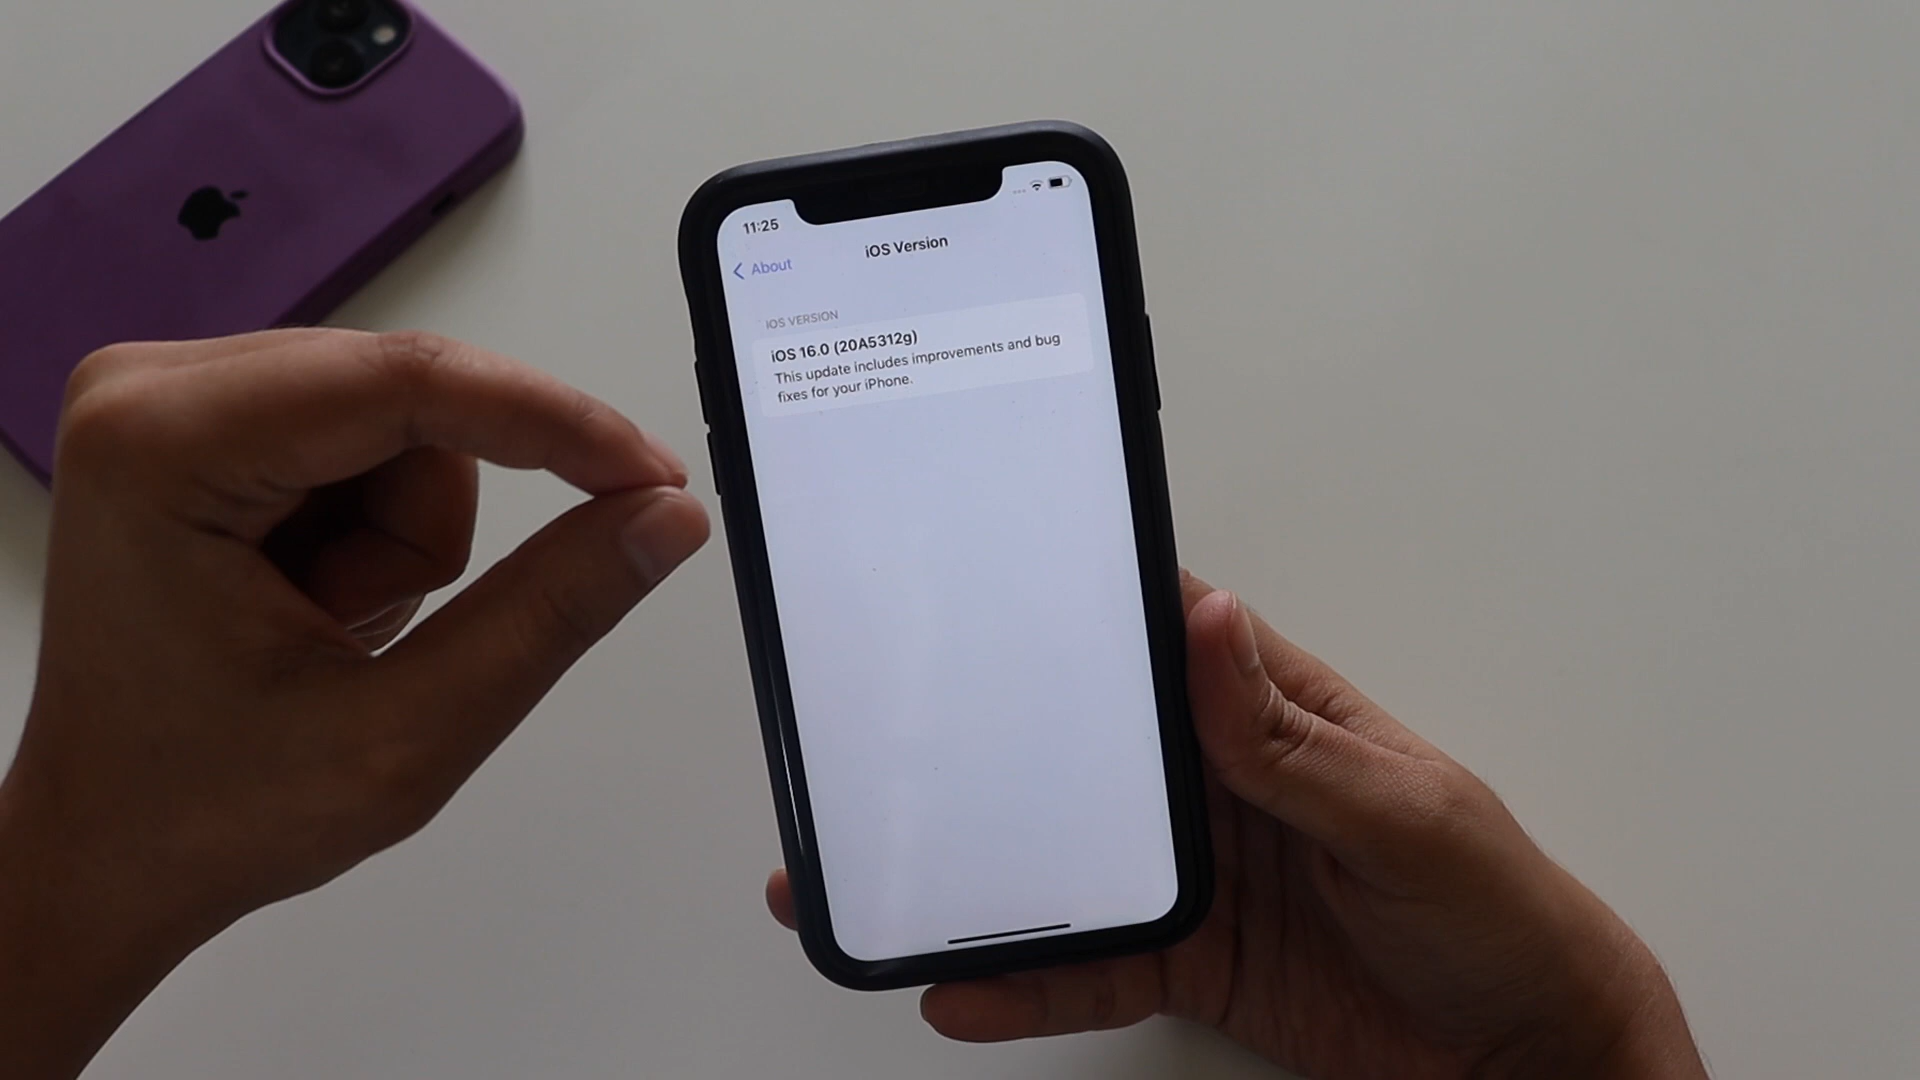 11:25
iOS Version
About
IOS VERSION
iOS 16.0 (20A5312g)
This update includes improvements and bug
fixes for your iPhone.